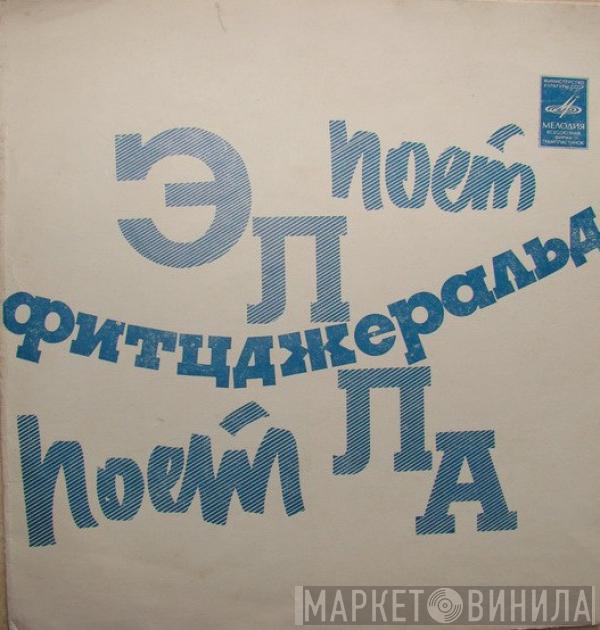 МИНИСТЕРСТВО
КУЛЬТУРЫ СССР
МЕЛОДИЯ
ВСЕСОЮЗНАЯ
ФИРМА
ГРАМПЛАСТИНОК
поет
ЭЛЛА
фитцджеральд
поет
МАРКЕТ ВИНИЛА